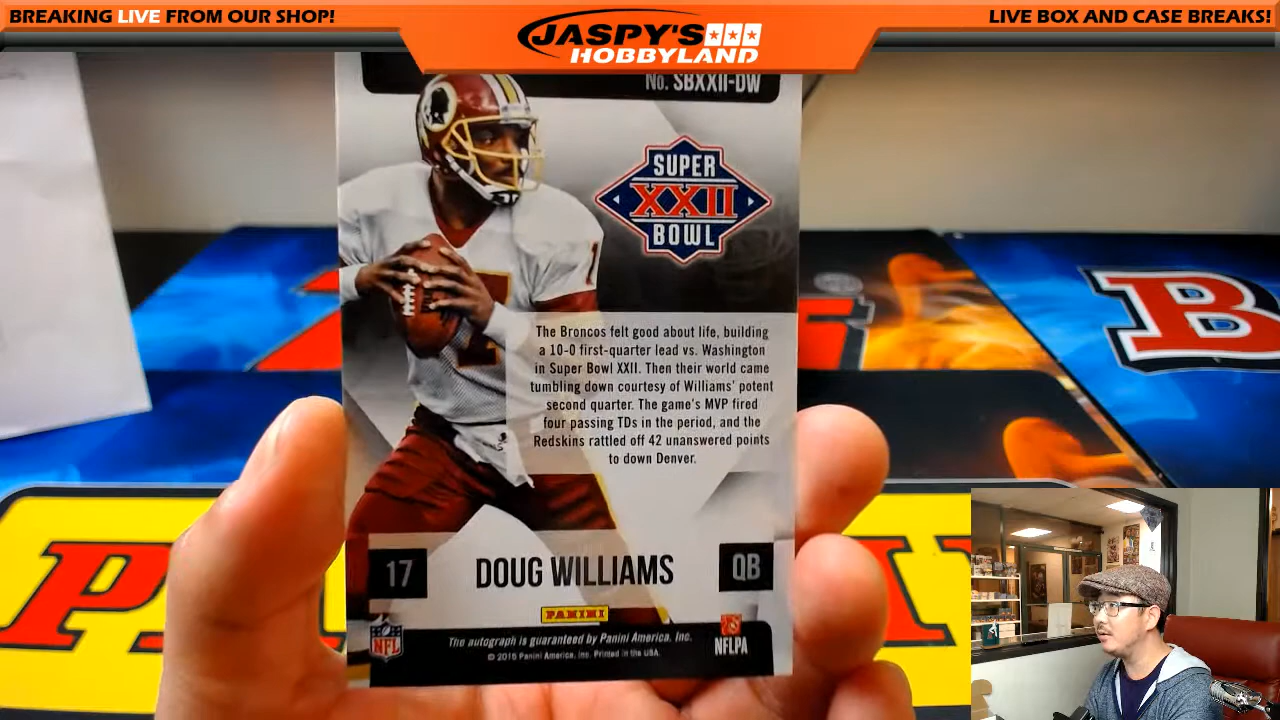 BREAKING LIVE FROM OUR SHOP!
JASPY'S
HOBBYLAND
LIVE BOX AND CASE BREAKS!
No. SBXXII-DW
SUPER
XXII
BOWL
The Broncos felt good about life, building
a 10-0 first-quarter lead vs. Washington
in Super Bowl XXII. Then their world came
tumbling down courtesy of Williams' potent
second quarter. The game's MVP fired
four passing TDs in the period, and the
Redskins rattled off 42 unanswered points
to down Denver.
17
DOUG WILLIAMS
QB
PANINI
NFL
The autograph is guaranteed by Panini America, Inc.
© 2015 Panini America, Inc. Printed in the USA.
NFLPA
1
B
P